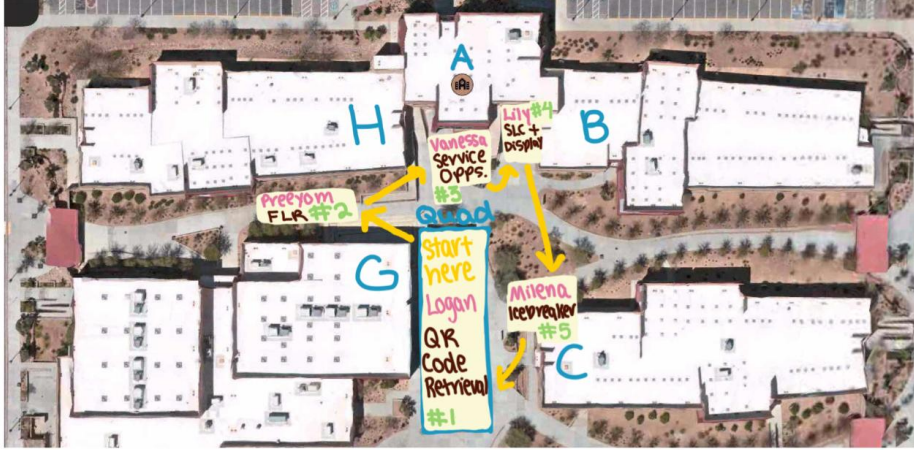 A
H
B
Lily #4
SLC +
Display
Vanessa
Service
Opps.
#3
Preeyom
FLR #2
Quad
Start
here
Logan
QR
Code
Retrieval
#1
G
Milena
Icebreaker
#5
C